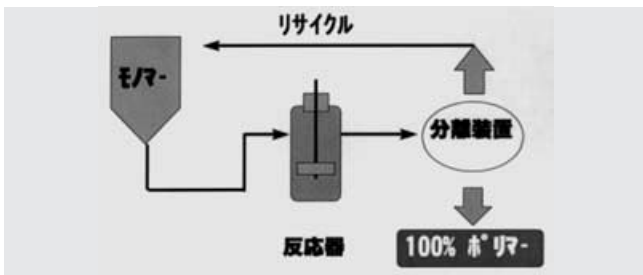 リサイクル
モノマー
分離装置
反応器
100% ポリマー